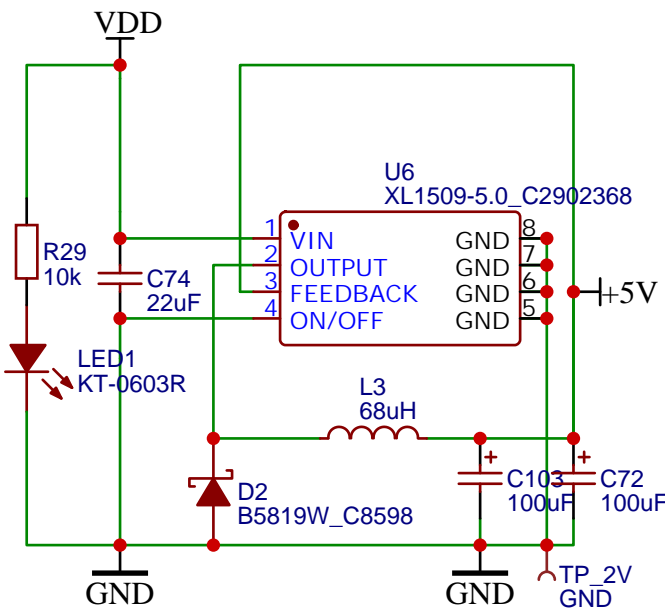 VDD
U6
XL1509-5.0_C2902368
1
VIN
GND
8
2
OUTPUT
GND
7
3
FEEDBACK
GND
6
4
ON/OFF
GND
5
R29
10k
C74
22uF
+5V
LED1
KT-0603R
L3
68uH
D2
B5819W_C8598
+
C103
100uF
+
C72
100uF
GND
GND
TP_2V
GND